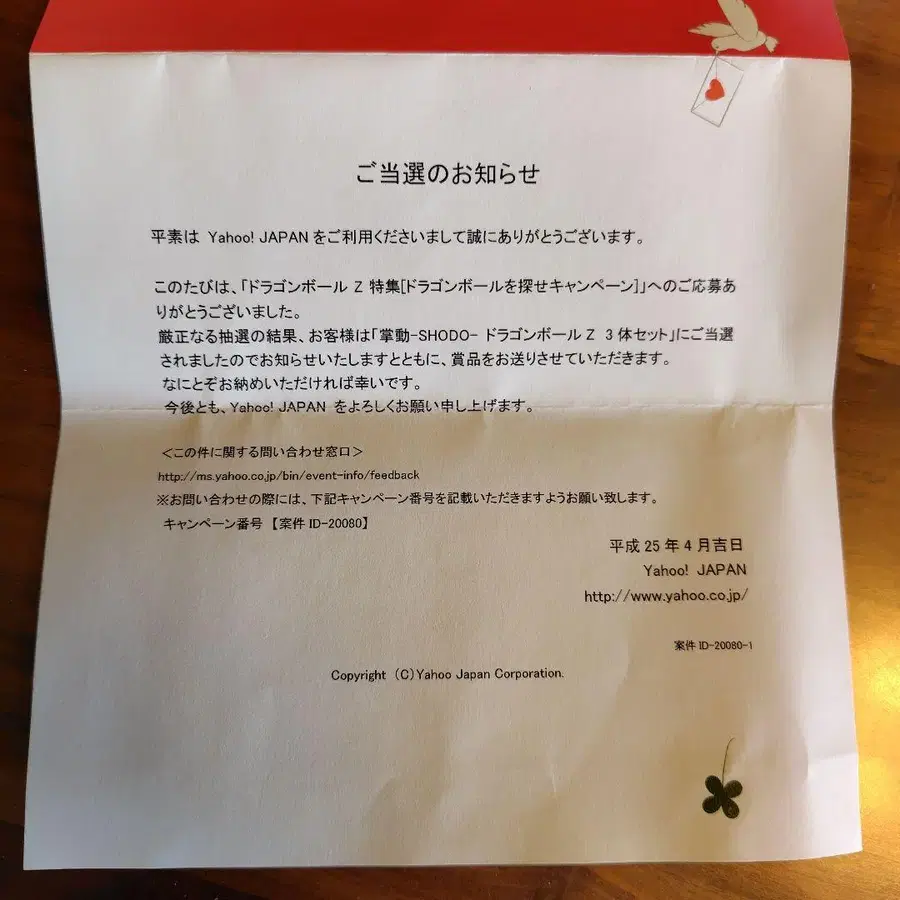 ご当選のお知らせ
平素は Yahoo! JAPANをご利用くださいまして誠にありがとうございます。
このたびは、「ドラゴンボール Z 特集[ドラゴンボールを探せキャンペーン]」へのご応募あ
りがとうございました。
厳正なる抽選の結果、お客様は「掌動-SHODO- ドラゴンボールZ 3体セット」にご当選
されましたのでお知らせいたしますとともに、賞品をお送りさせていただきます。
なにとぞお納めいただければ幸いです。
今後とも、Yahoo! JAPAN をよろしくお願い申し上げます。
＜この件に関する問い合わせ窓口＞
http://ms.yahoo.co.jp/bin/event-info/feedback
※お問い合わせの際には、下記キャンペーン番号を記載いただきますようお願い致します。
キャンペーン番号 【案件 ID-20080】
平成 25 年 4 月吉日
Yahoo! JAPAN
http://www.yahoo.co.jp/
案件 ID-20080-1
Copyright (C)Yahoo Japan Corporation.